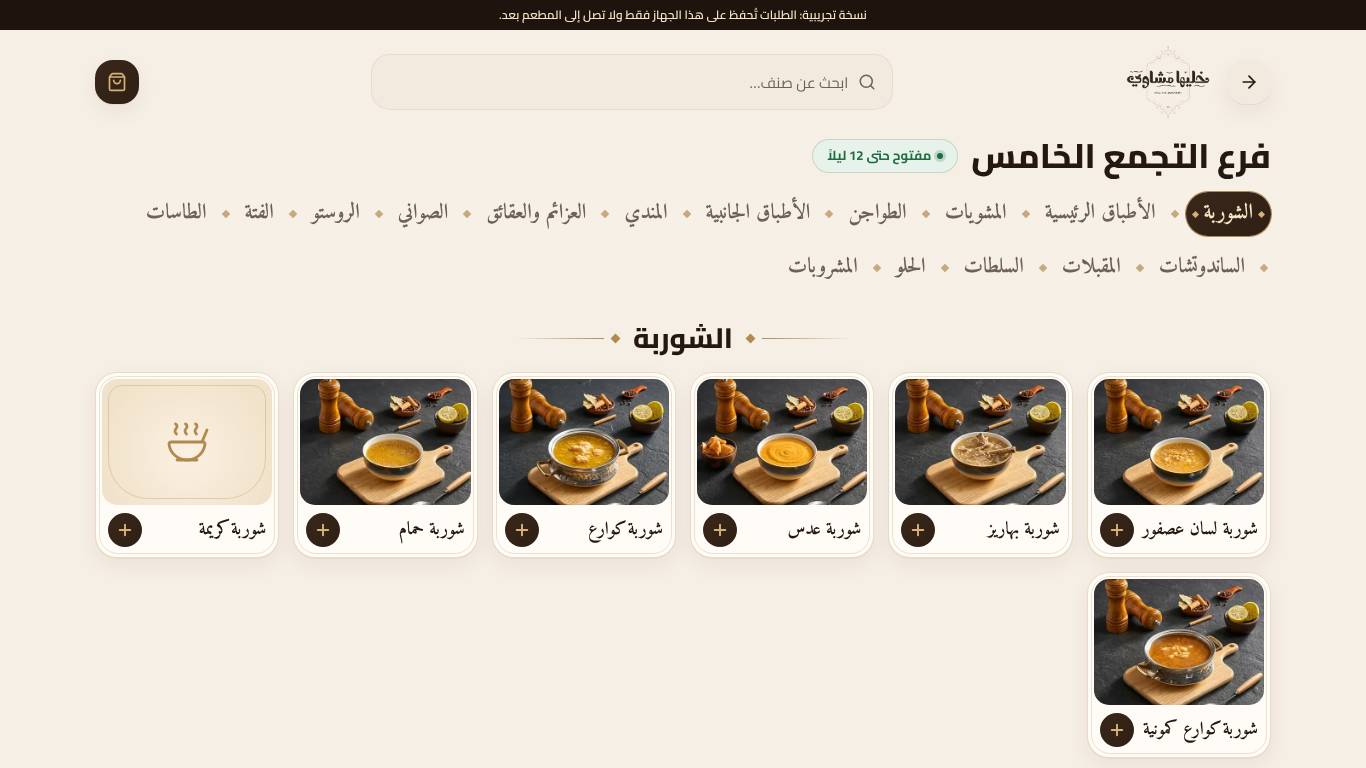 نسخة تجريبية: الطلبات تُحفظ على هذا الجهاز فقط ولا تصل إلى المطعم بعد.
خليها مشاوي
ابحث عن صنف...
فرع التجمع الخامس
مفتوح حتى 12 ليلاً
الشوربة
الأطباق الرئيسية
المشويات
الطواجن
الأطباق الجانبية
المندي
العزائم والعقائق
الصواني
الروستو
الفتة
الطاسات
الساندوتشات
المقبلات
السلطات
الحلو
المشروبات
الشوربة
شوربة لسان عصفور
شوربة بهاريز
شوربة عدس
شوربة كوارع
شوربة حمام
شوربة كريمة
شوربة كوارع كمونية